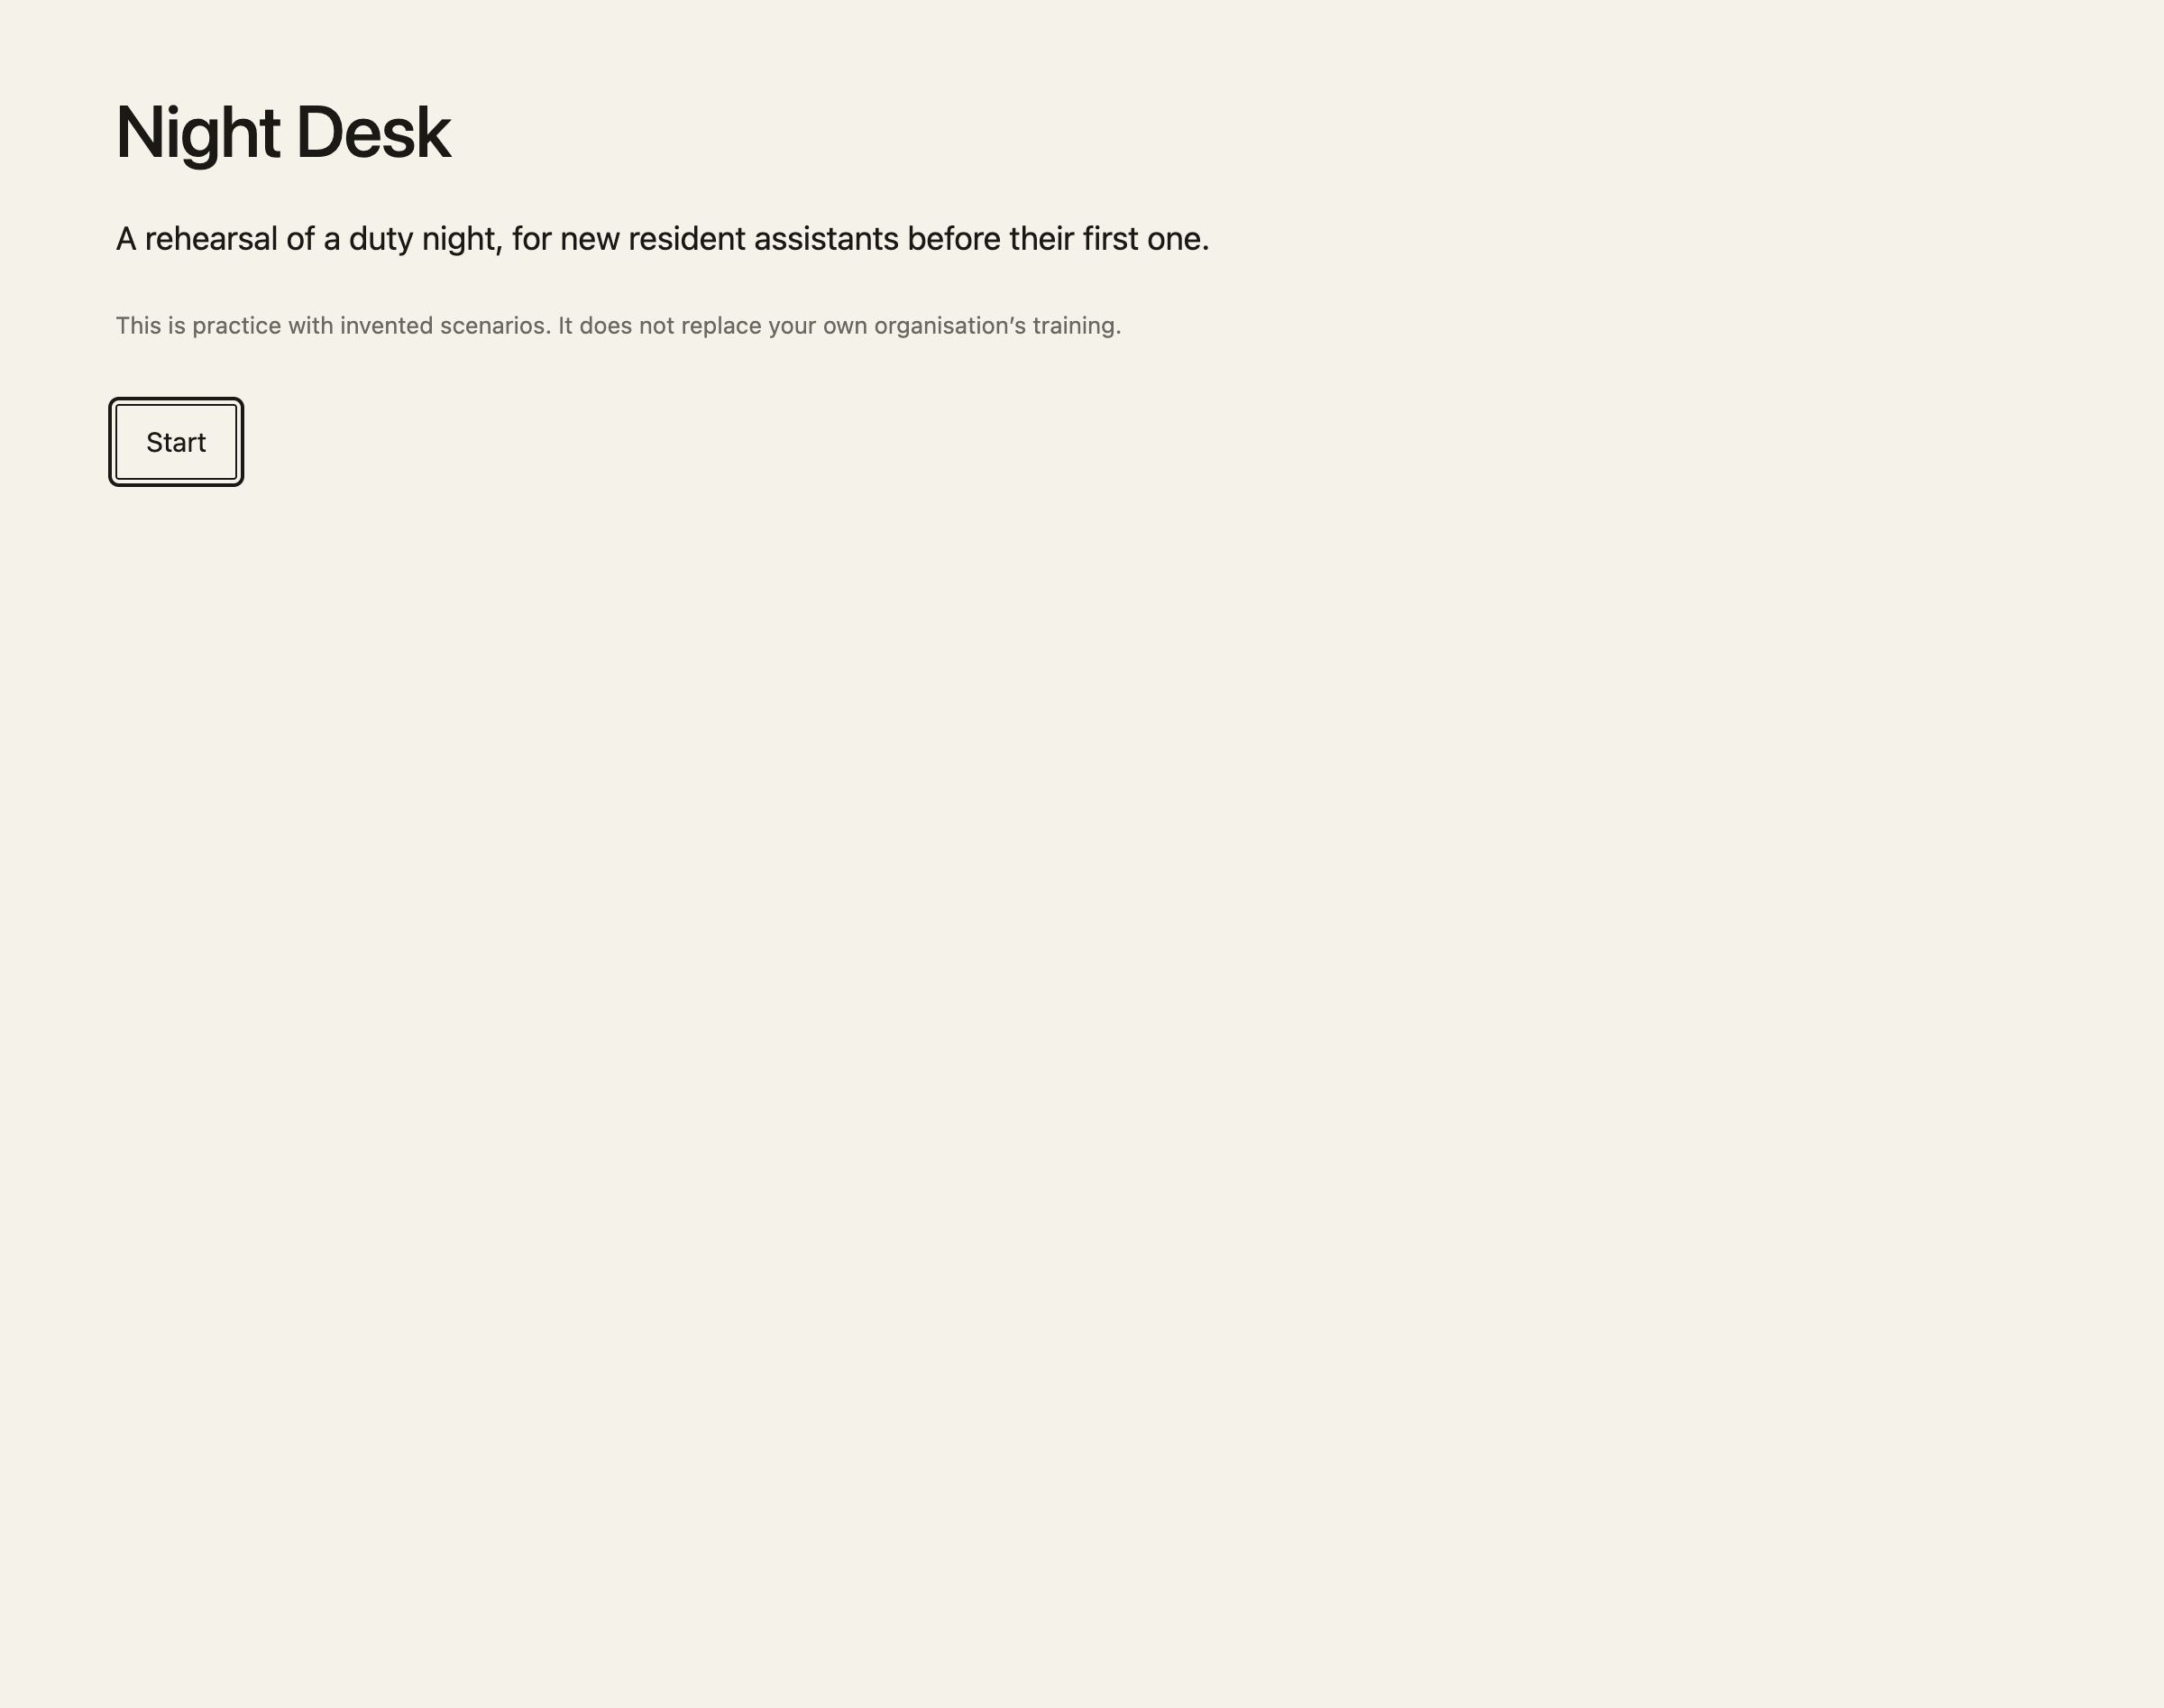 Night Desk
A rehearsal of a duty night, for new resident assistants before their first one.
This is practice with invented scenarios. It does not replace your own organisation’s training.
Start